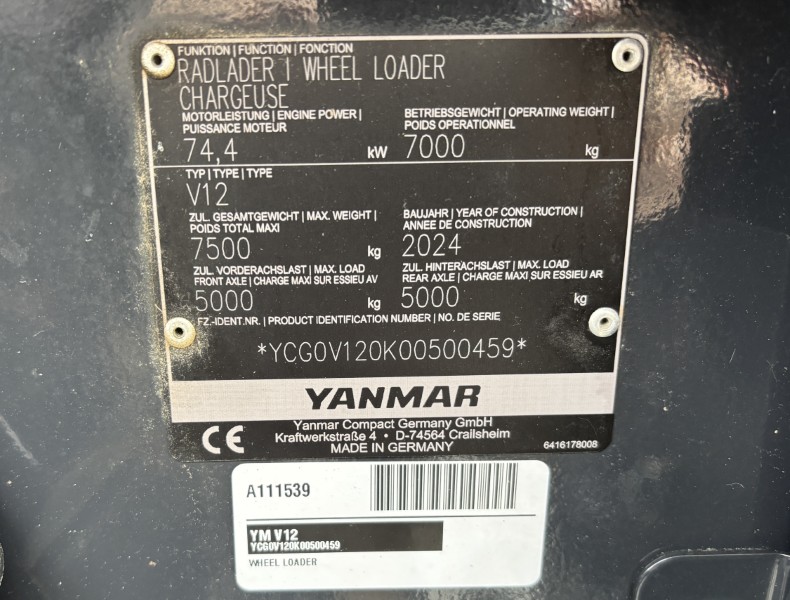 FUNKTION | FUNCTION | FONCTION
RADLADER | WHEEL LOADER
CHARGEUSE
MOTORLEISTUNG | ENGINE POWER |
PUISSANCE MOTEUR
74,4 kW
BETRIEBSGEWICHT | OPERATING WEIGHT |
POIDS OPERATIONNEL
7000 kg
TYP | TYPE | TYPE
V12
ZUL. GESAMTGEWICHT | MAX. WEIGHT |
POIDS TOTAL MAXI
7500 kg
BAUJAHR | YEAR OF CONSTRUCTION |
ANNEE DE CONSTRUCTION
2024
ZUL. VORDERACHSLAST | MAX. LOAD
FRONT AXLE | CHARGE MAXI SUR ESSIEU AV
5000 kg
ZUL. HINTERACHSLAST | MAX. LOAD
REAR AXLE | CHARGE MAXI SUR ESSIEU AR
5000 kg
FZ.-IDENT.NR. | PRODUCT IDENTIFICATION NUMBER | NO. DE SERIE
*YCG0V120K00500459*
YANMAR
CE
Yanmar Compact Germany GmbH
Kraftwerkstraße 4 • D-74564 Crailsheim
MADE IN GERMANY
6416178008
A111539
YM V12
YCG0V120K00500459
WHEEL LOADER